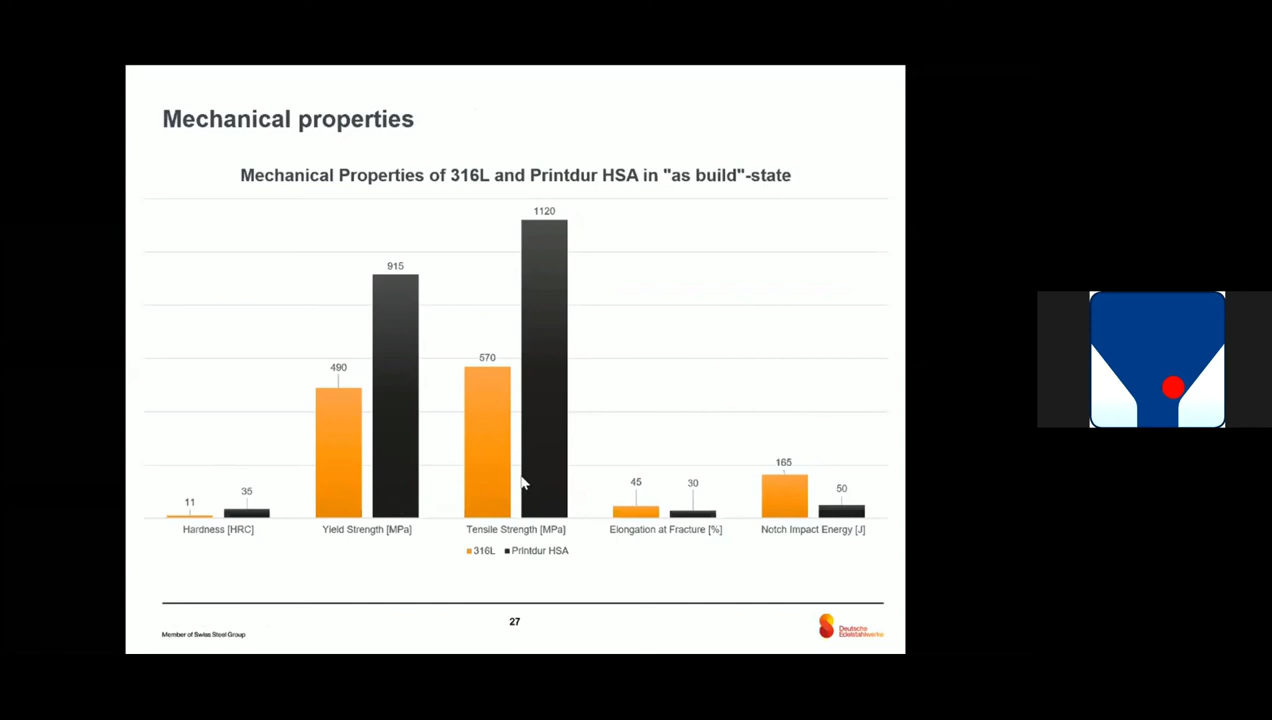 Mechanical properties
Mechanical Properties of 316L and Printdur HSA in "as build"-state
1120
915
570
490
165
45
30
50
35
11
Hardness [HRC]
Yield Strength [MPa]
Tensile Strength [MPa]
Elongation at Fracture [%]
Notch Impact Energy [J]
316L
Printdur HSA
27
Member of Swiss Steel Group
Deutsche
Edelstahlwerke